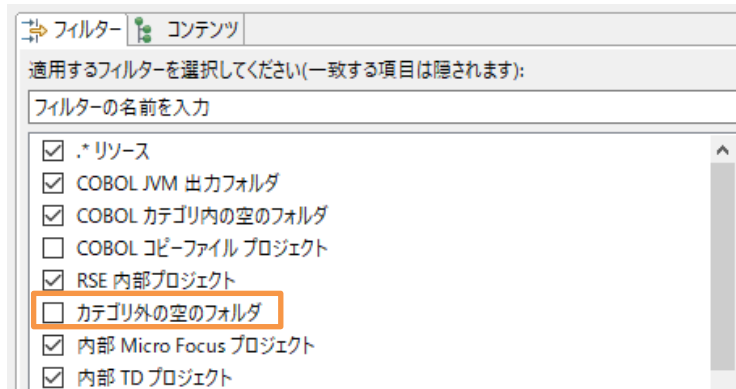 フィルター コンテンツ
適用するフィルターを選択してください(一致する項目は隠されます):
フィルターの名前を入力
.* リソース
COBOL JVM 出力フォルダ
COBOL カテゴリ内の空のフォルダ
COBOL コピーファイル プロジェクト
RSE 内部プロジェクト
カテゴリ外の空のフォルダ
内部 Micro Focus プロジェクト
内部 TD プロジェクト